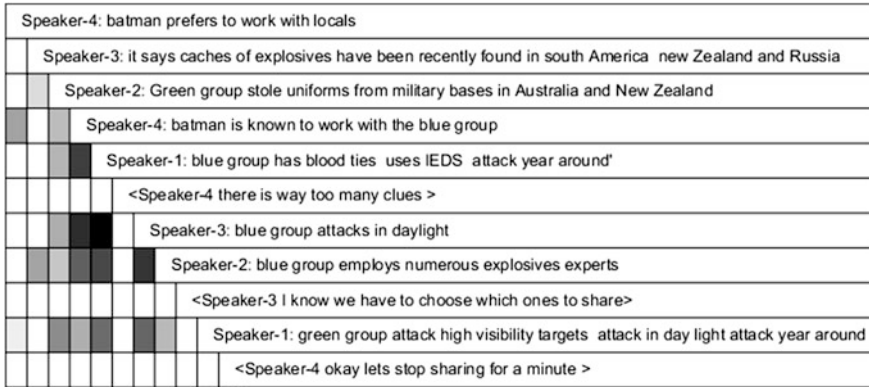 Speaker-4: batman prefers to work with locals
Speaker-3: it says caches of explosives have been recently found in south America new Zealand and Russia
Speaker-2: Green group stole uniforms from military bases in Australia and New Zealand
Speaker-4: batman is known to work with the blue group
Speaker-1: blue group has blood ties uses IEDS attack year around'
<Speaker-4 there is way too many clues >
Speaker-3: blue group attacks in daylight
Speaker-2: blue group employs numerous explosives experts
<Speaker-3 I know we have to choose which ones to share>
Speaker-1: green group attack high visibility targets attack in day light attack year around
<Speaker-4 okay lets stop sharing for a minute >